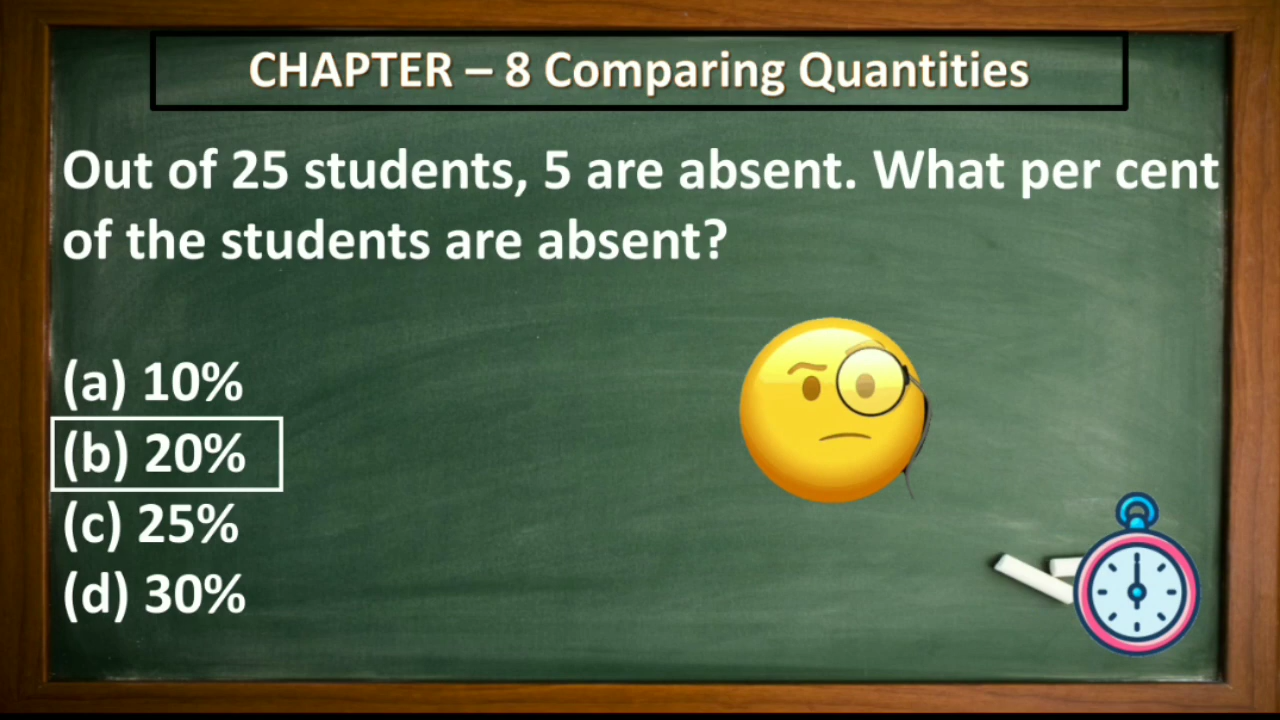 CHAPTER – 8 Comparing Quantities
Out of 25 students, 5 are absent. What per cent
of the students are absent?
(a) 10%
(b) 20%
(c) 25%
(d) 30%